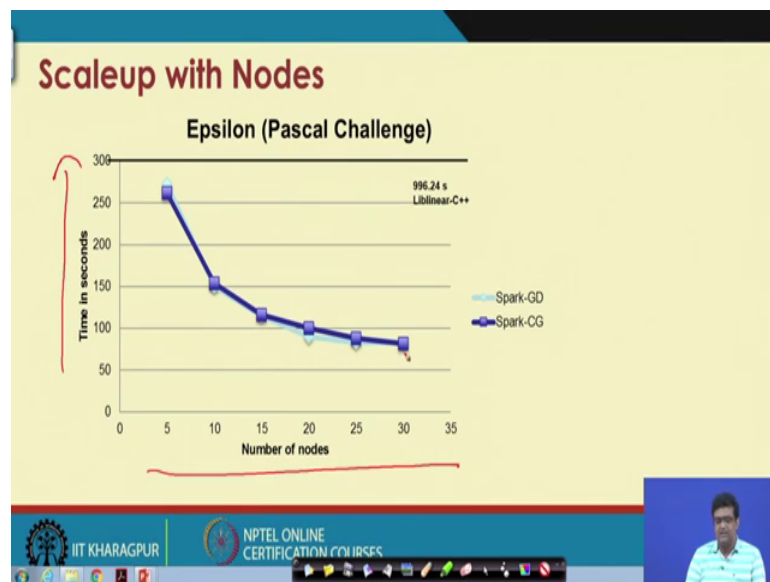 Scaleup with Nodes
Epsilon (Pascal Challenge)
300
250
200
150
100
50
0
Time in seconds
996.24 s
Liblinear-C++
Spark-GD
Spark-CG
0 5 10 15 20 25 30 35
Number of nodes
IIT KHARAGPUR
NPTEL ONLINE
CERTIFICATION COURSES